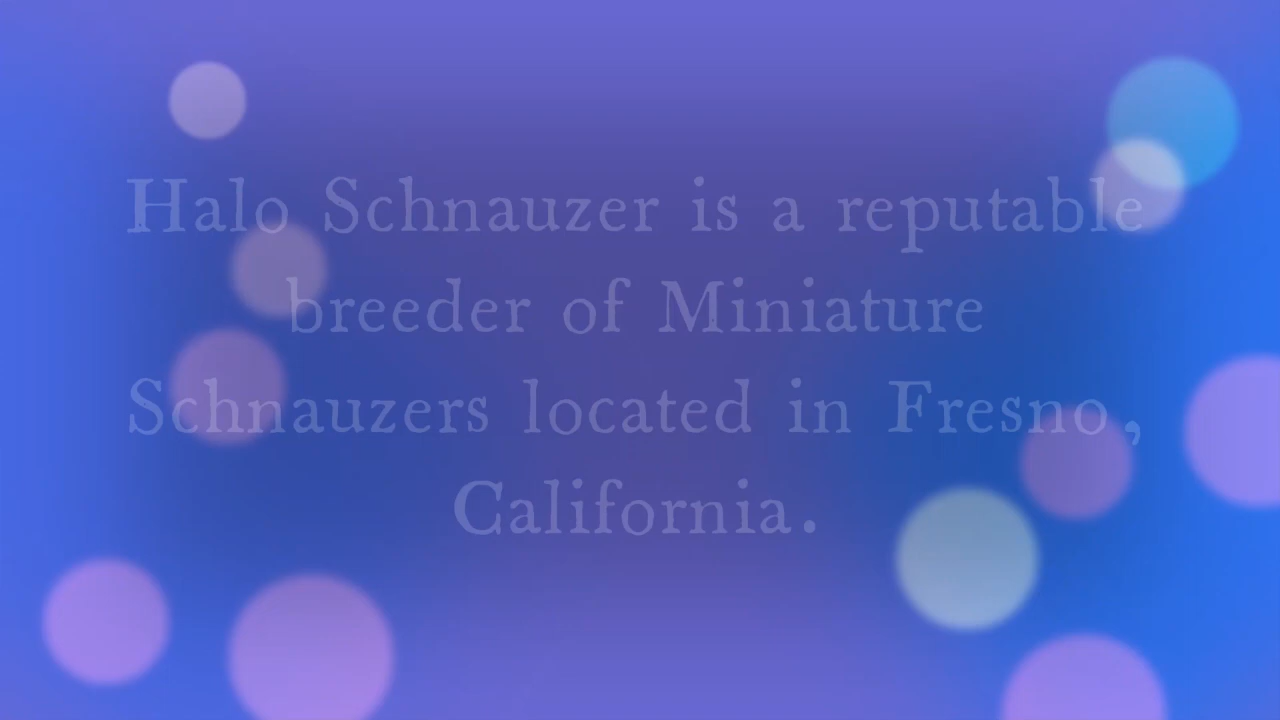 Halo Schnauzer is a reputable
breeder of Miniature
Schnauzers located in Fresno,
California.